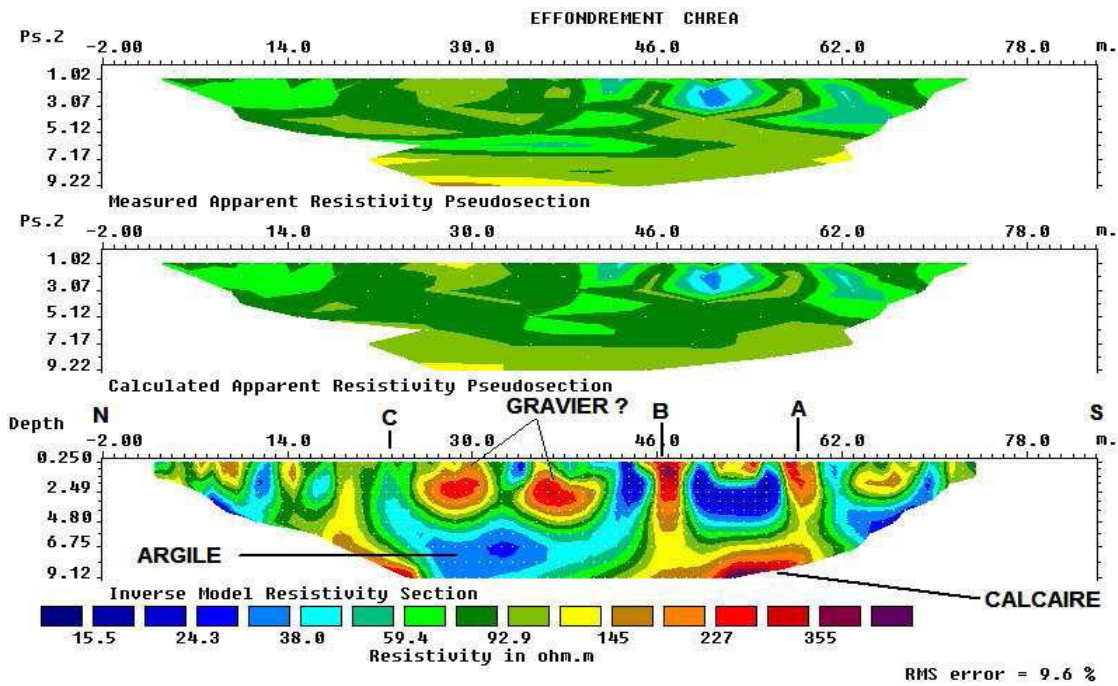 EFFONDREMENT CHREA
Ps.Z
-2.00 14.0 30.0 46.0 62.0 78.0 m.
1.02
3.07
5.12
7.17
9.22
Measured Apparent Resistivity Pseudosection
Ps.Z
-2.00 14.0 30.0 46.0 62.0 78.0 m.
1.02
3.07
5.12
7.17
9.22
Calculated Apparent Resistivity Pseudosection
N C GRAVIER ? B A S
Depth
-2.00 14.0 30.0 46.0 62.0 78.0 m.
0.250
2.49
4.80
6.75
9.12
ARGILE
CALCAIRE
Inverse Model Resistivity Section
15.5 24.3 38.0 59.4 92.9 145 227 355
Resistivity in ohm.m
RMS error = 9.6 %